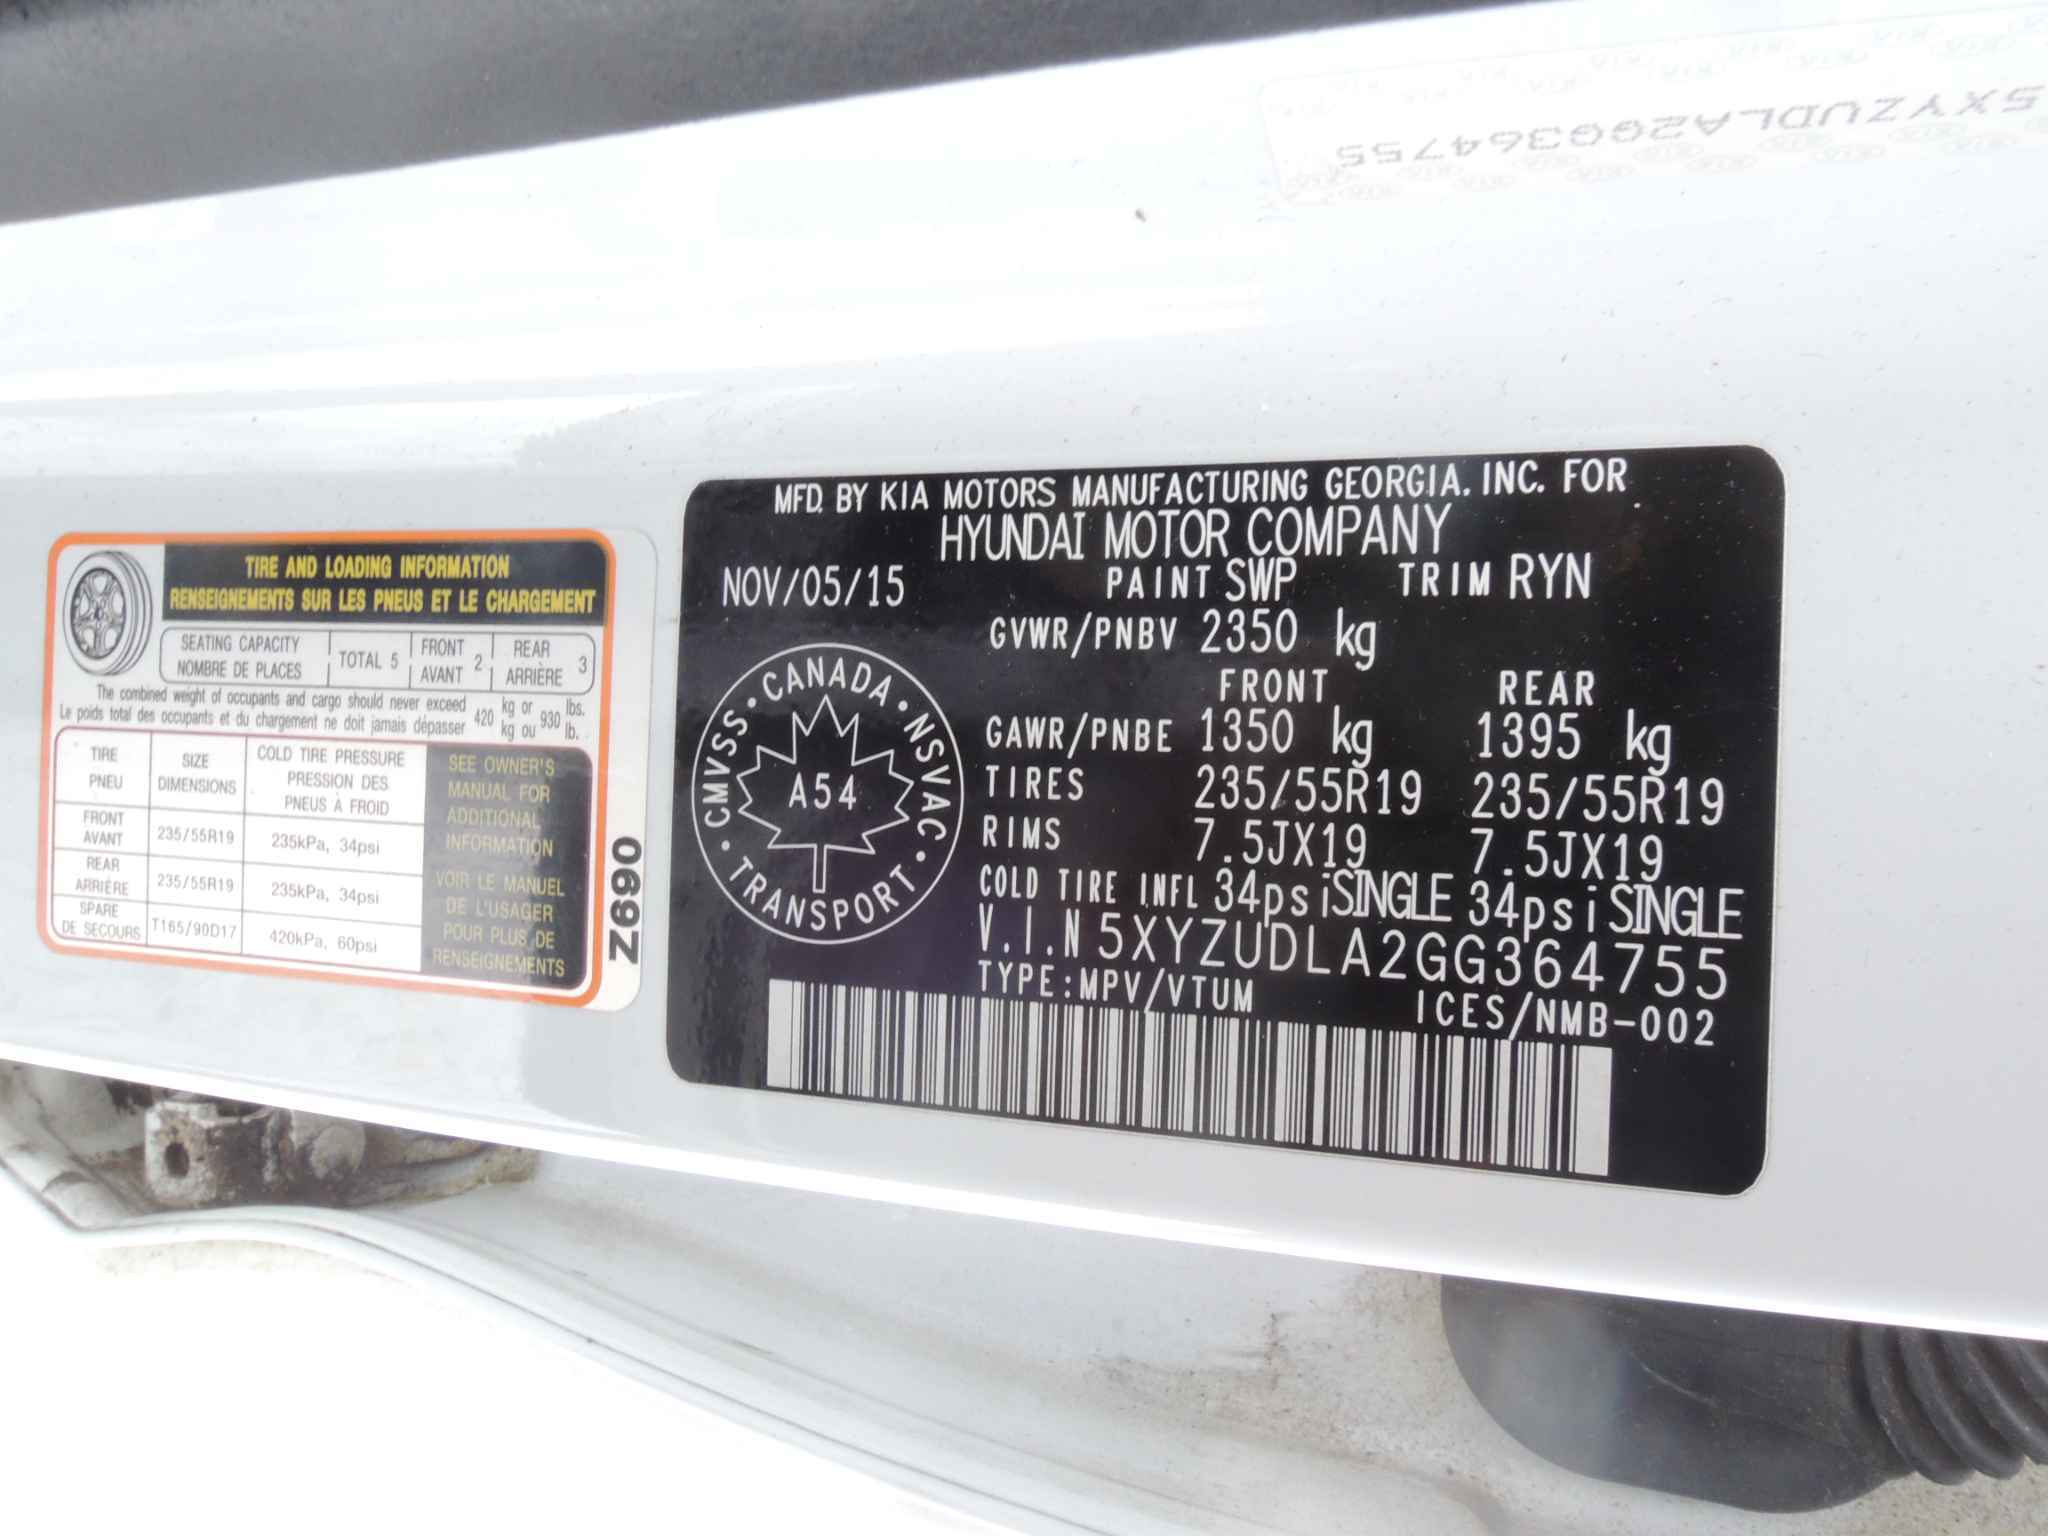 5XYZUDLA2GG364755
TIRE AND LOADING INFORMATION
RENSEIGNEMENTS SUR LES PNEUS ET LE CHARGEMENT
SEATING CAPACITY
NOMBRE DE PLACES
TOTAL 5
FRONT
AVANT
2
REAR
ARRIÈRE
3
The combined weight of occupants and cargo should never exceed
Le poids total des occupants et du chargement ne doit jamais dépasser
420
kg or
kg ou
930
lbs.
lb.
TIRE
PNEU
SIZE
DIMENSIONS
COLD TIRE PRESSURE
PRESSION DES
PNEUS À FROID
FRONT
AVANT
235/55R19
235kPa, 34psi
REAR
ARRIÈRE
235/55R19
235kPa, 34psi
SPARE
DE SECOURS
T165/90D17
420kPa, 60psi
SEE OWNER'S
MANUAL FOR
ADDITIONAL
INFORMATION
VOIR LE MANUEL
DE L'USAGER
POUR PLUS DE
RENSEIGNEMENTS
Z690
MFD. BY KIA MOTORS MANUFACTURING GEORGIA. INC. FOR
HYUNDAI MOTOR COMPANY
NOV/05/15 PAINT SWP TRIM RYN
GVWR/PNBV 2350 kg
FRONT REAR
GAWR/PNBE 1350 kg 1395 kg
TIRES 235/55R19 235/55R19
RIMS 7.5JX19 7.5JX19
COLD TIRE INFL 34psiSINGLE 34psiSINGLE
V.I.N 5XYZUDLA2GG364755
TYPE:MPV/VTUM ICES/NMB-002
CMVSS • CANADA • NSVAC • TRANSPORT •
A54